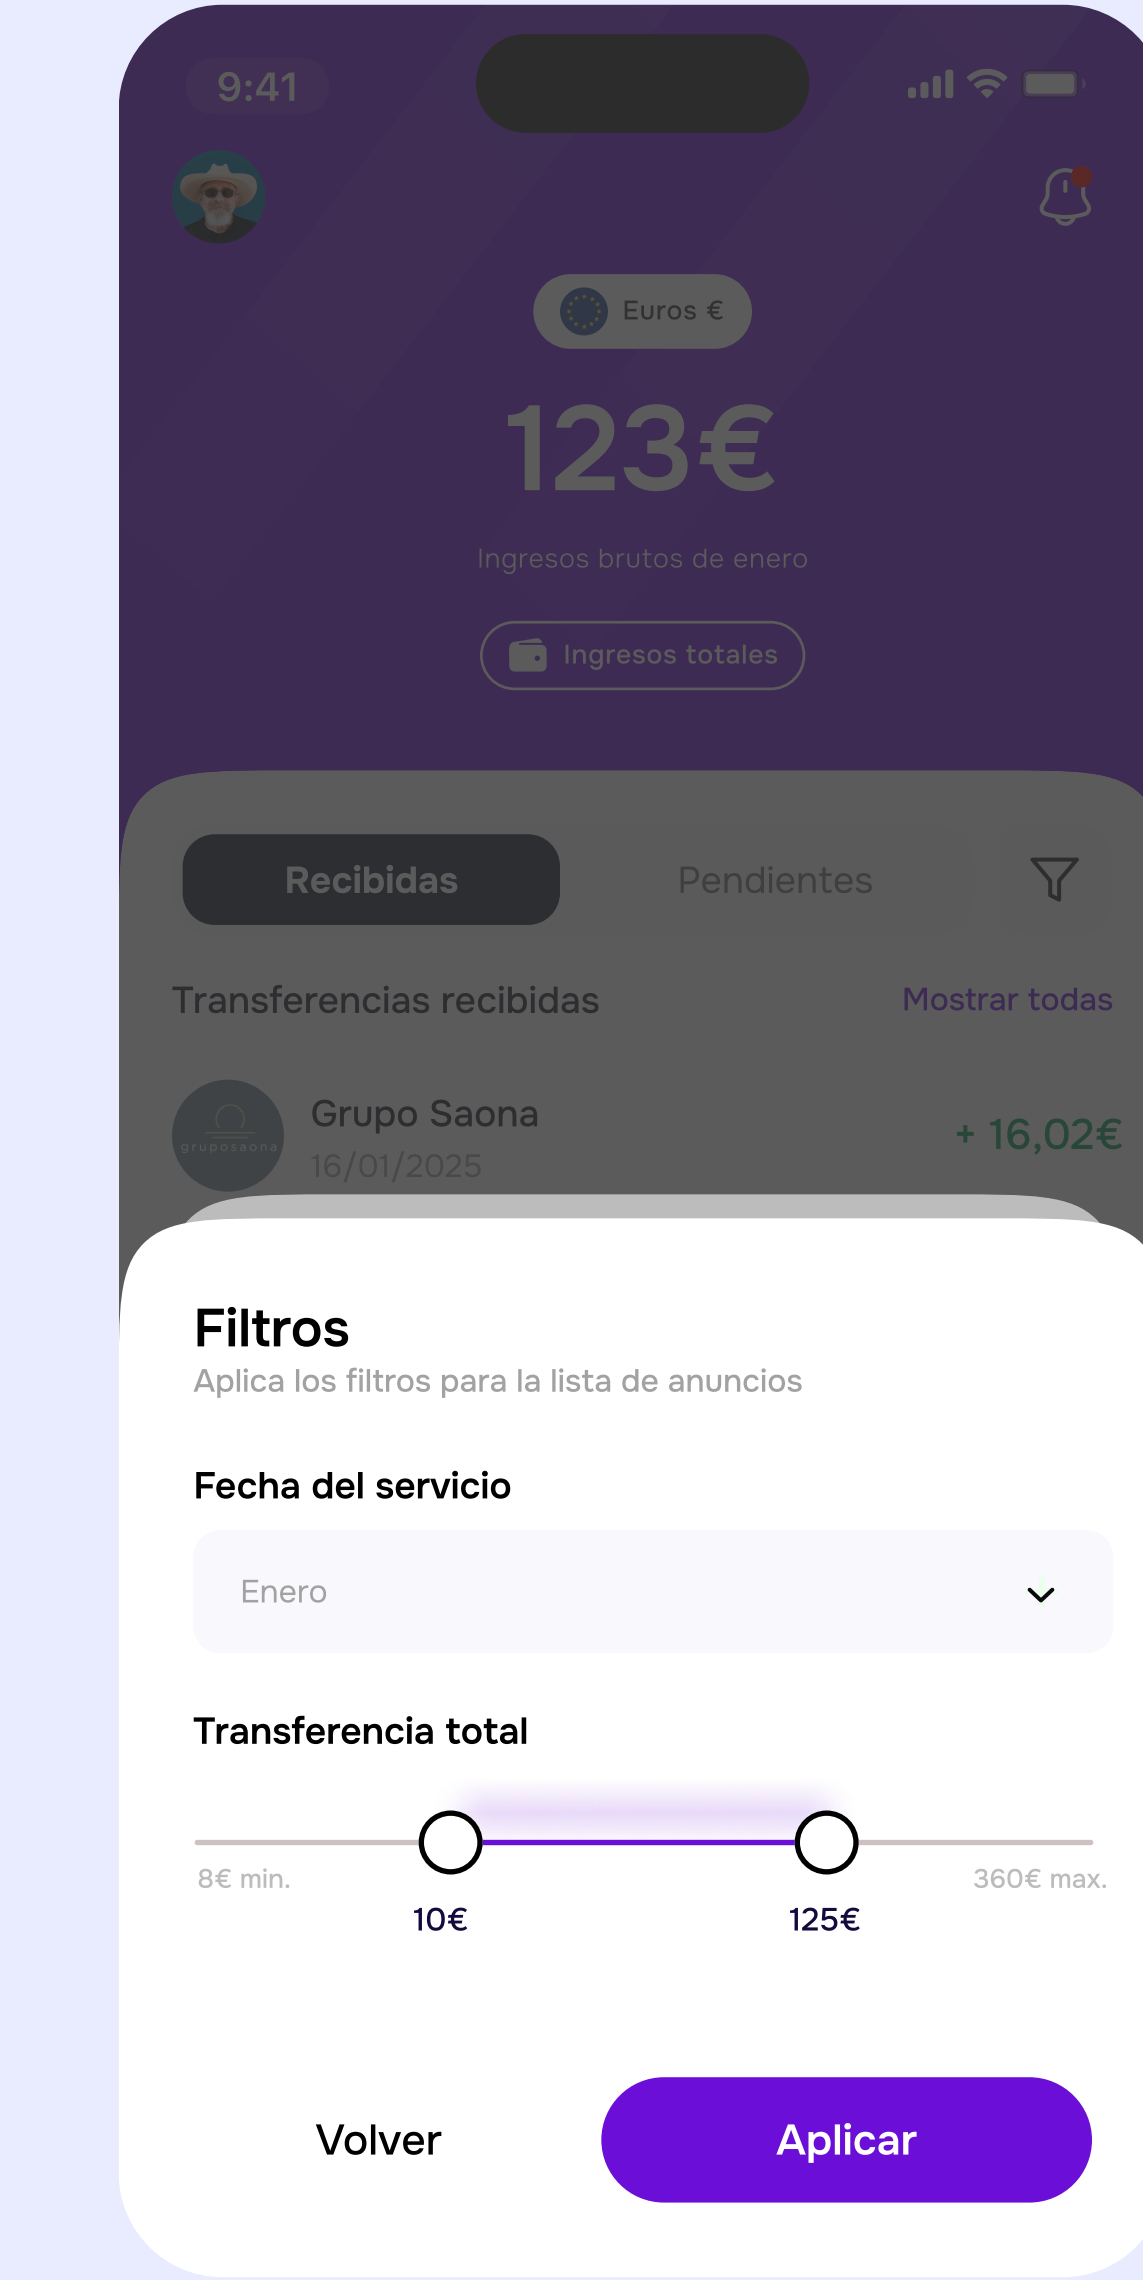 9:41
Euros €
123€
Ingresos brutos de enero
Ingresos totales
Recibidas
Pendientes
Transferencias recibidas
Mostrar todas
gruposaona
Grupo Saona
+ 16,02€
16/01/2025
Filtros
Aplica los filtros para la lista de anuncios
Fecha del servicio
Enero
Transferencia total
8€ min.
360€ max.
10€
125€
Volver
Aplicar